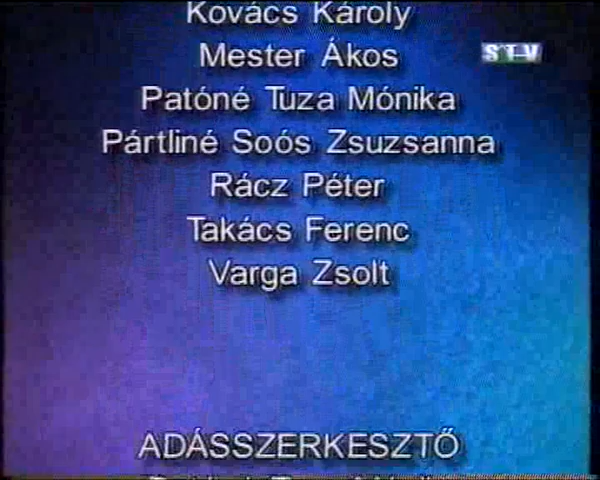 Kovács Károly
STV
Mester Ákos
Patóné Tuza Mónika
Pártliné Soós Zsuzsanna
Rácz Péter
Takács Ferenc
Varga Zsolt
ADÁSSZERKESZTŐ